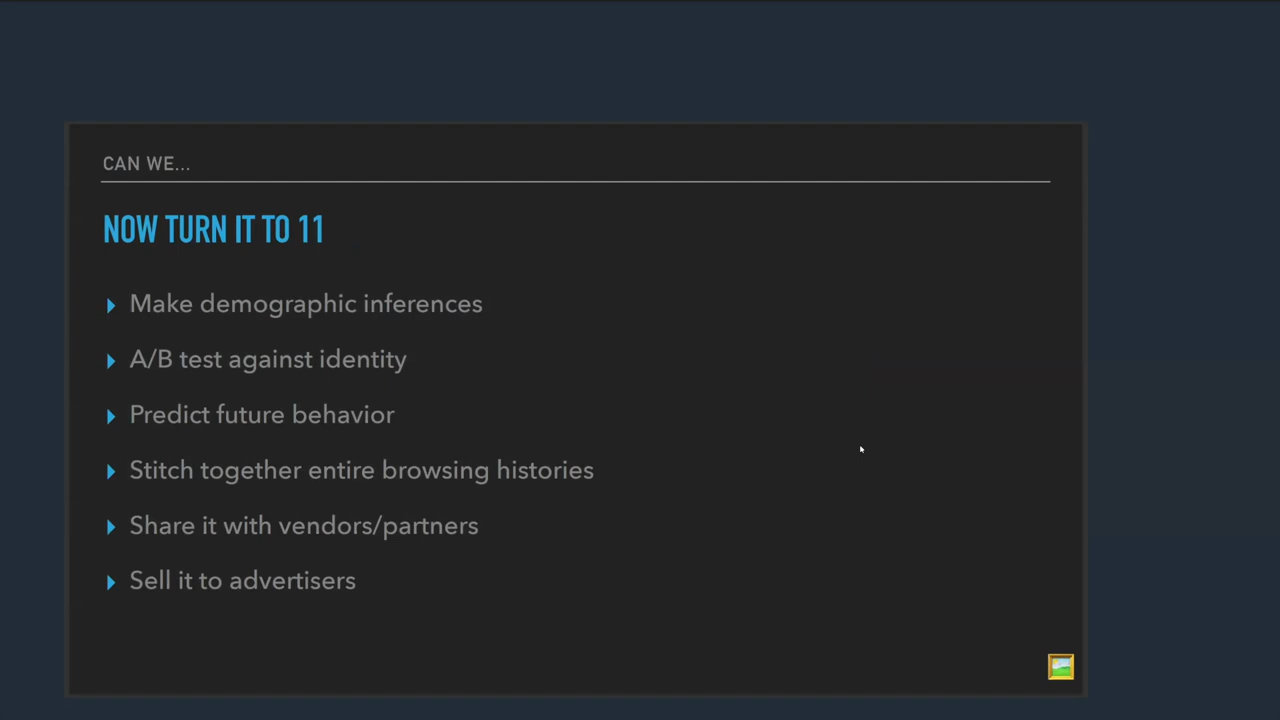 CAN WE...
NOW TURN IT TO 11
Make demographic inferences
A/B test against identity
Predict future behavior
Stitch together entire browsing histories
Share it with vendors/partners
Sell it to advertisers